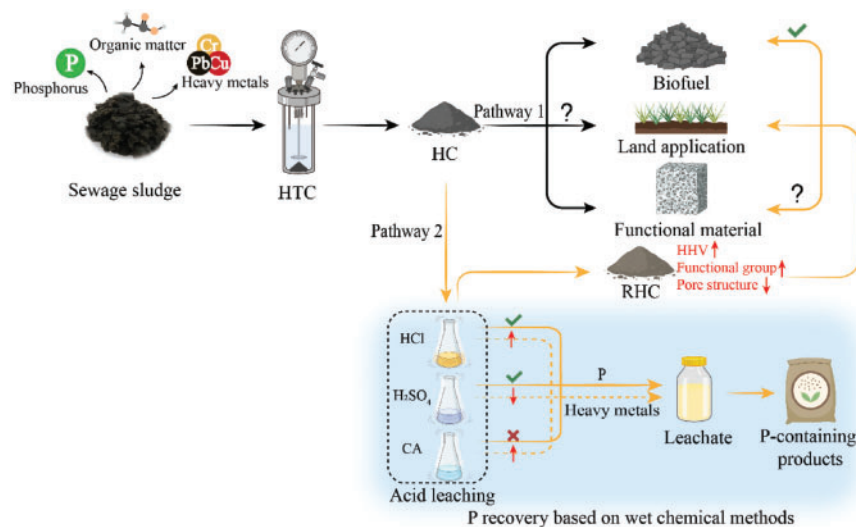 Organic matter
Cr
P
Pb
Cu
Phosphorus
Heavy metals
Sewage sludge
HTC
HC
Pathway 1
?
Biofuel
Land application
?
Functional material
Pathway 2
RHC
HHV
Functional group
Pore structure
HCl
H₂SO₄
CA
Acid leaching
P
Heavy metals
Leachate
P-containing
products
P recovery based on wet chemical methods